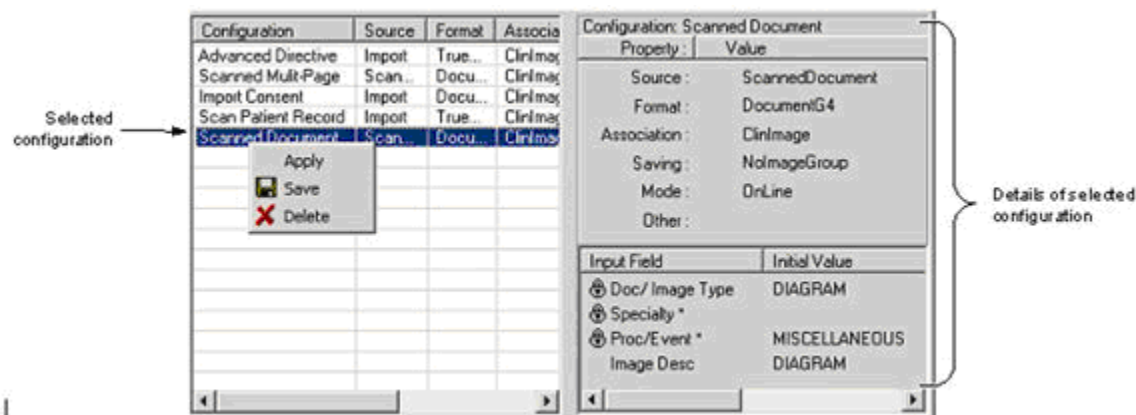 Configuration Source Format Associa
Advanced Directive Import True... ClinImag
Scanned Mulit-Page Scan... Docu... ClinImag
Import Consent Import Docu... ClinImag
Scan Patient Record Import True... ClinImag
Scanned Document Scan... Docu... ClinImag
Apply
Save
Delete
Selected
configuration
Configuration: Scanned Document
Property : Value
Source : ScannedDocument
Format : DocumentG4
Association : ClinImage
Saving : NoImageGroup
Mode : OnLine
Other :
Input Field Initial Value
Doc/ Image Type DIAGRAM
Specialty *
Proc/Event * MISCELLANEOUS
Image Desc DIAGRAM
Details of selected
configuration